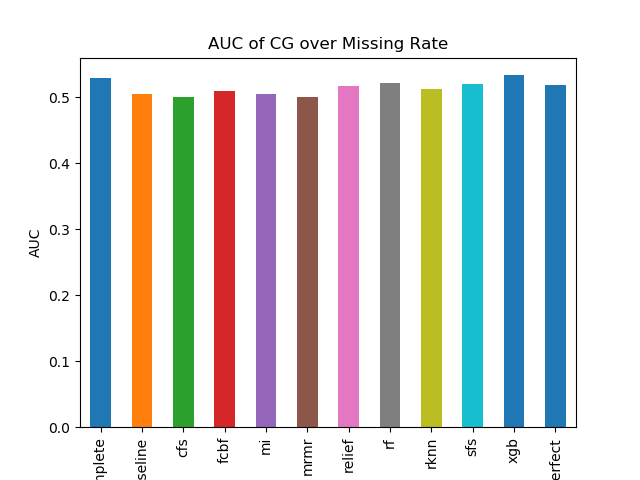 AUC of CG over Missing Rate
AUC
0.5
0.4
0.3
0.2
0.1
0.0
nplete
seline
cfs
fcbf
mi
mrmr
relief
rf
rknn
sfs
xgb
erfect